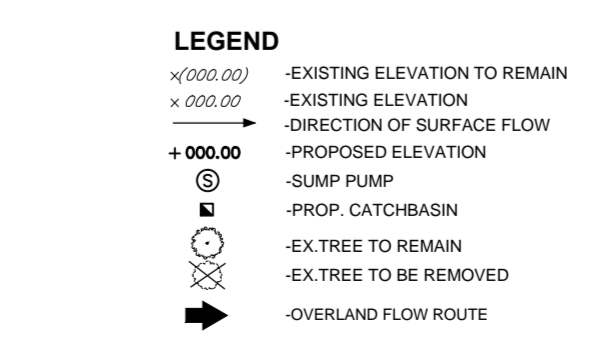 LEGEND
×(000.00) -EXISTING ELEVATION TO REMAIN
× 000.00 -EXISTING ELEVATION
-DIRECTION OF SURFACE FLOW
+000.00 -PROPOSED ELEVATION
S -SUMP PUMP
-PROP. CATCHBASIN
-EX.TREE TO REMAIN
-EX.TREE TO BE REMOVED
-OVERLAND FLOW ROUTE